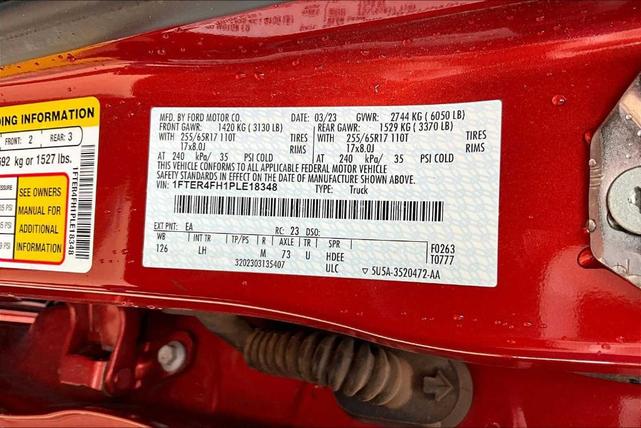 DING INFORMATION
FRONT: 2 REAR: 3
692 kg or 1527 lbs.
SEE OWNERS
MANUAL FOR
ADDITIONAL
INFORMATION
1FTER4FH1PLE18348
MFD. BY FORD MOTOR CO. DATE: 03/23 GVWR: 2744 KG (6050 LB)
FRONT GAWR: 1420 KG (3130 LB) REAR GAWR: 1529 KG (3370 LB)
WITH 255/65R17 110T TIRES WITH 255/65R17 110T TIRES
17x8.0J RIMS 17x8.0J RIMS
AT 240 kPa/ 35 PSI COLD AT 240 kPa/ 35 PSI COLD
THIS VEHICLE CONFORMS TO ALL APPLICABLE FEDERAL MOTOR VEHICLE
SAFETY STANDARDS IN EFFECT ON THE DATE OF MANUFACTURE SHOWN ABOVE.
VIN: 1FTER4FH1PLE18348 TYPE: Truck
EXT PNT: EA RC: 23 DSO:
WB INT TR TP/PS R AXLE TR SPR F0263
126 LH M 73 U HDEE T0777
3202303135407 ULC 5U5A-3520472-AA